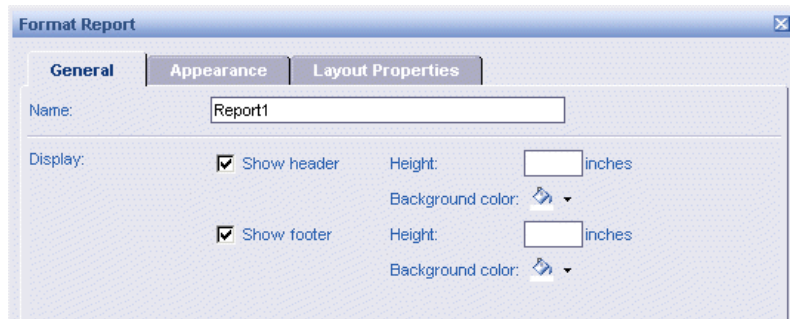 Format Report
General Appearance Layout Properties
Name: Report1
Display: Show header Height: inches
Background color:
Show footer Height: inches
Background color: